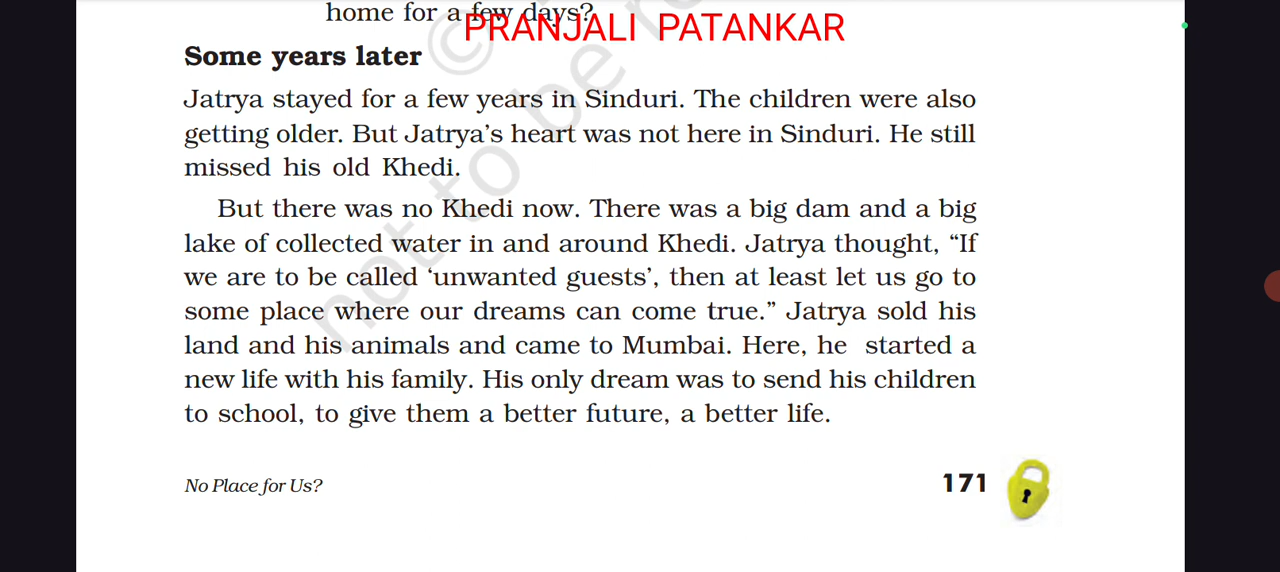 home for a few days?
PRANJALI PATANKAR
Some years later
Jatrya stayed for a few years in Sinduri. The children were also
getting older. But Jatrya’s heart was not here in Sinduri. He still
missed his old Khedi.
But there was no Khedi now. There was a big dam and a big
lake of collected water in and around Khedi. Jatrya thought, “If
we are to be called ‘unwanted guests’, then at least let us go to
some place where our dreams can come true.” Jatrya sold his
land and his animals and came to Mumbai. Here, he started a
new life with his family. His only dream was to send his children
to school, to give them a better future, a better life.
No Place for Us?
171
©
not to be re